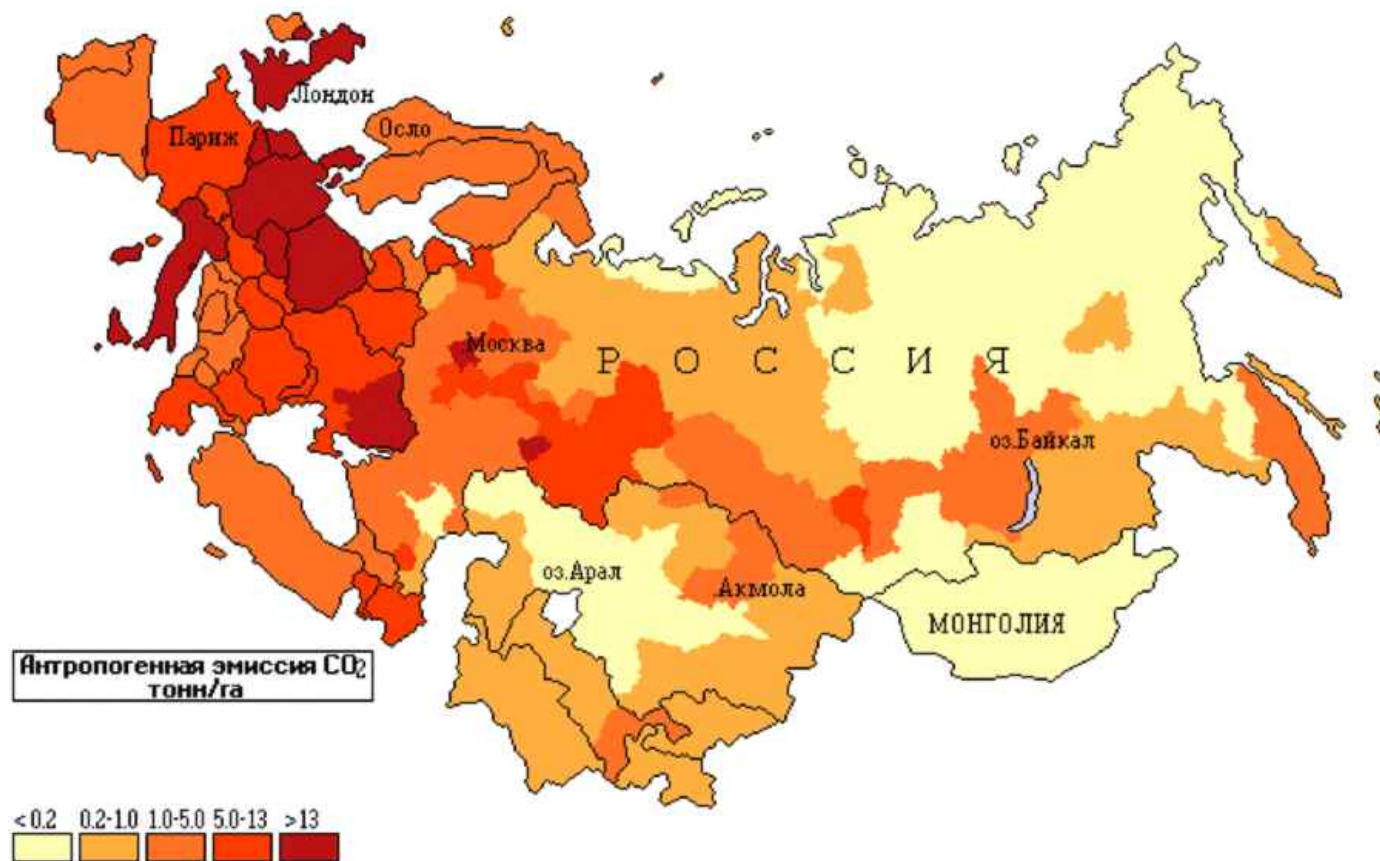 Лондон
Париж
Осло
Москва
РОССИЯ
оз.Байкал
оз.Арал
Акмола
МОНГОЛИЯ
Антропогенная эмиссия CO2
тонн/га
<0.2 0.2-1.0 1.0-5.0 5.0-13 >13